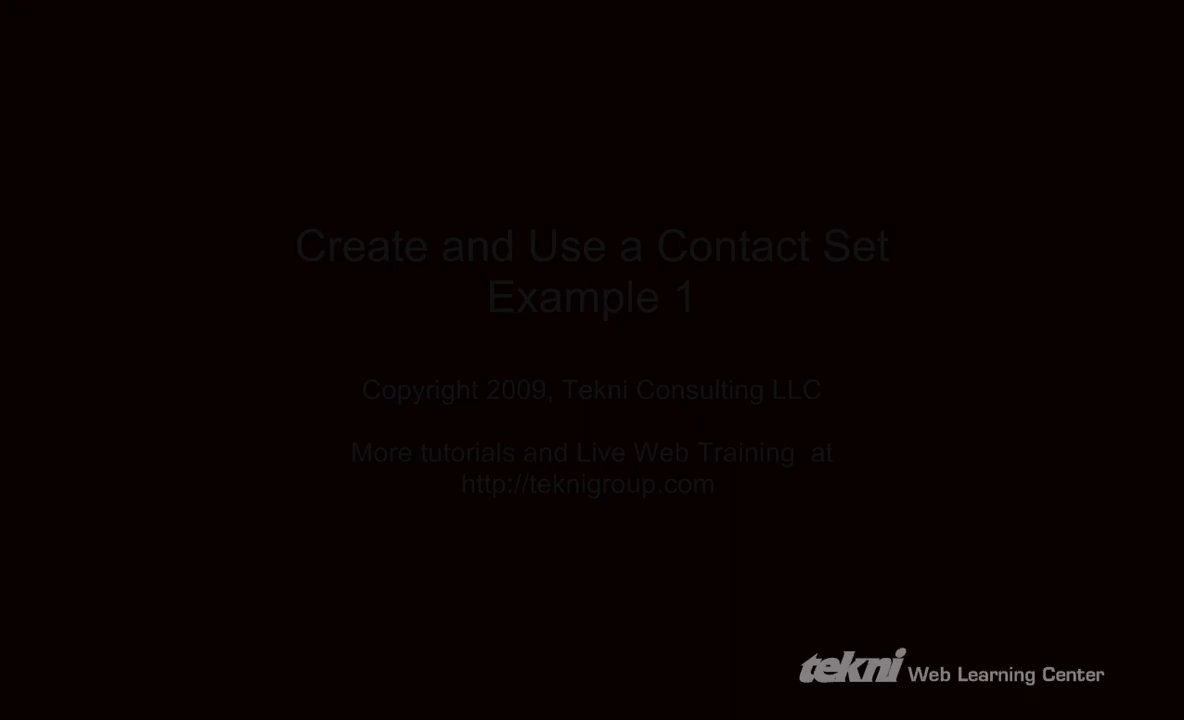 Create and Use a Contact Set
Example 1
Copyright 2009, Tekni Consulting LLC
More tutorials and Live Web Training at
http://teknigroup.com
tekni Web Learning Center